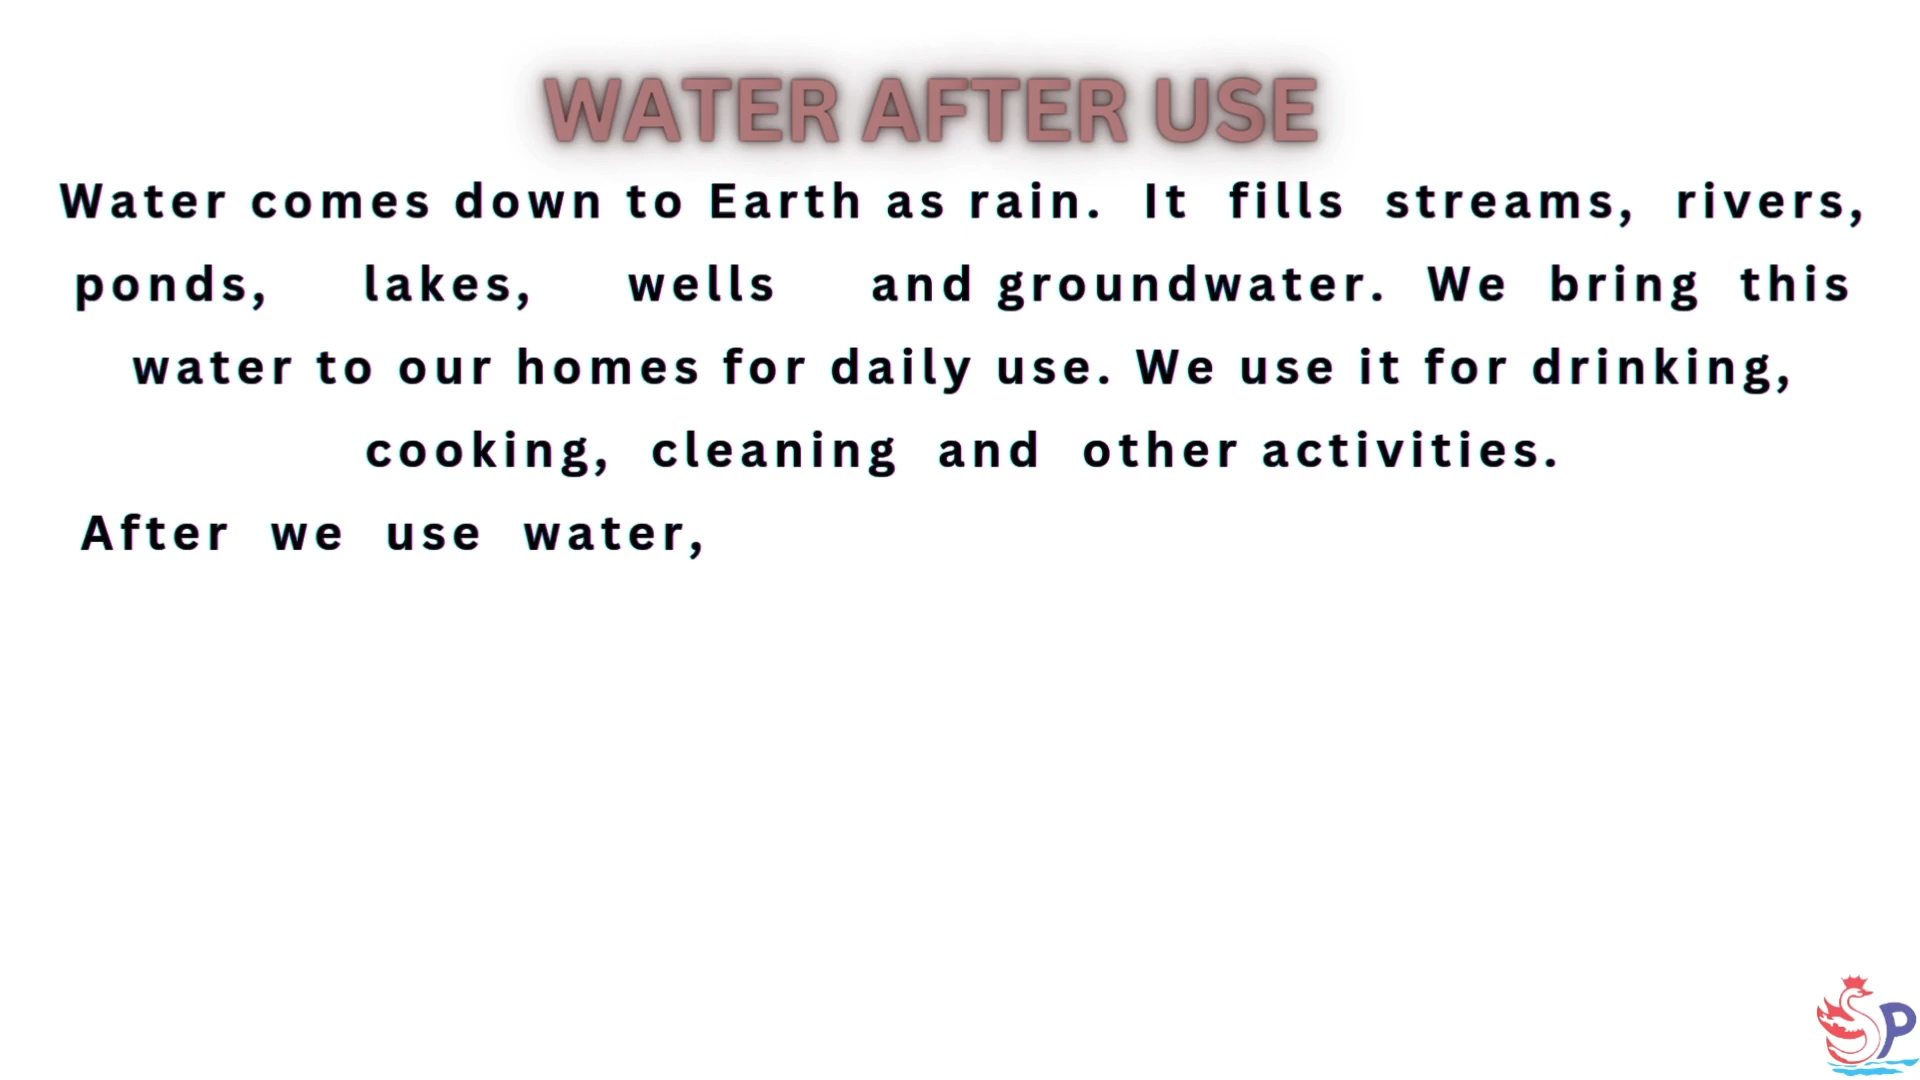 WATER AFTER USE
Water comes down to Earth as rain. It fills streams, rivers,
ponds, lakes, wells and groundwater. We bring this
water to our homes for daily use. We use it for drinking,
cooking, cleaning and other activities.
After we use water,
SP